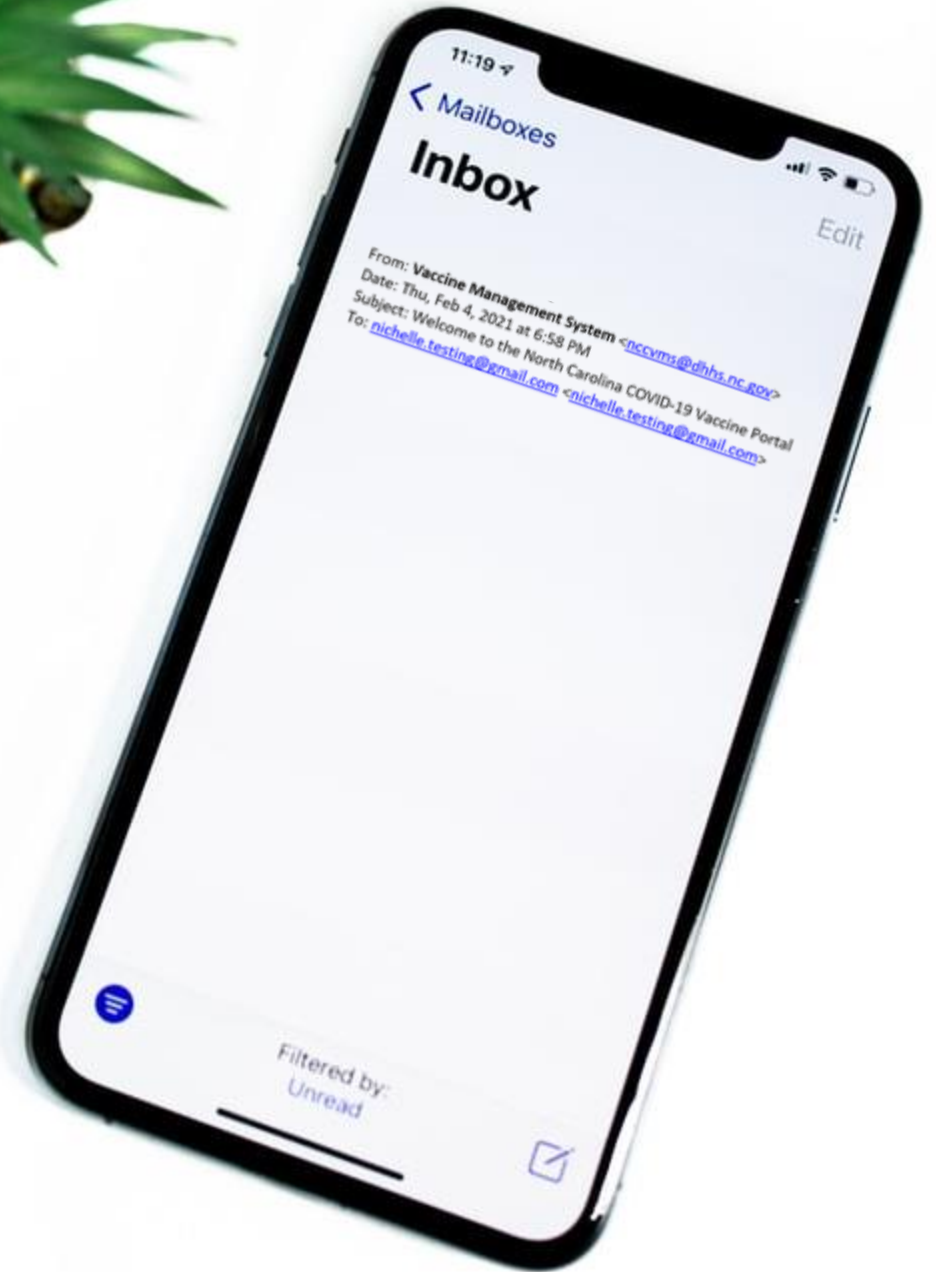 11:19
Mailboxes
Inbox
Edit
From: Vaccine Management System <nccvms@dhhs.nc.gov>
Date: Thu, Feb 4, 2021 at 6:58 PM
Subject: Welcome to the North Carolina COVID-19 Vaccine Portal
To: nichelle.testing@gmail.com <nichelle.testing@gmail.com>
Filtered by:
Unread